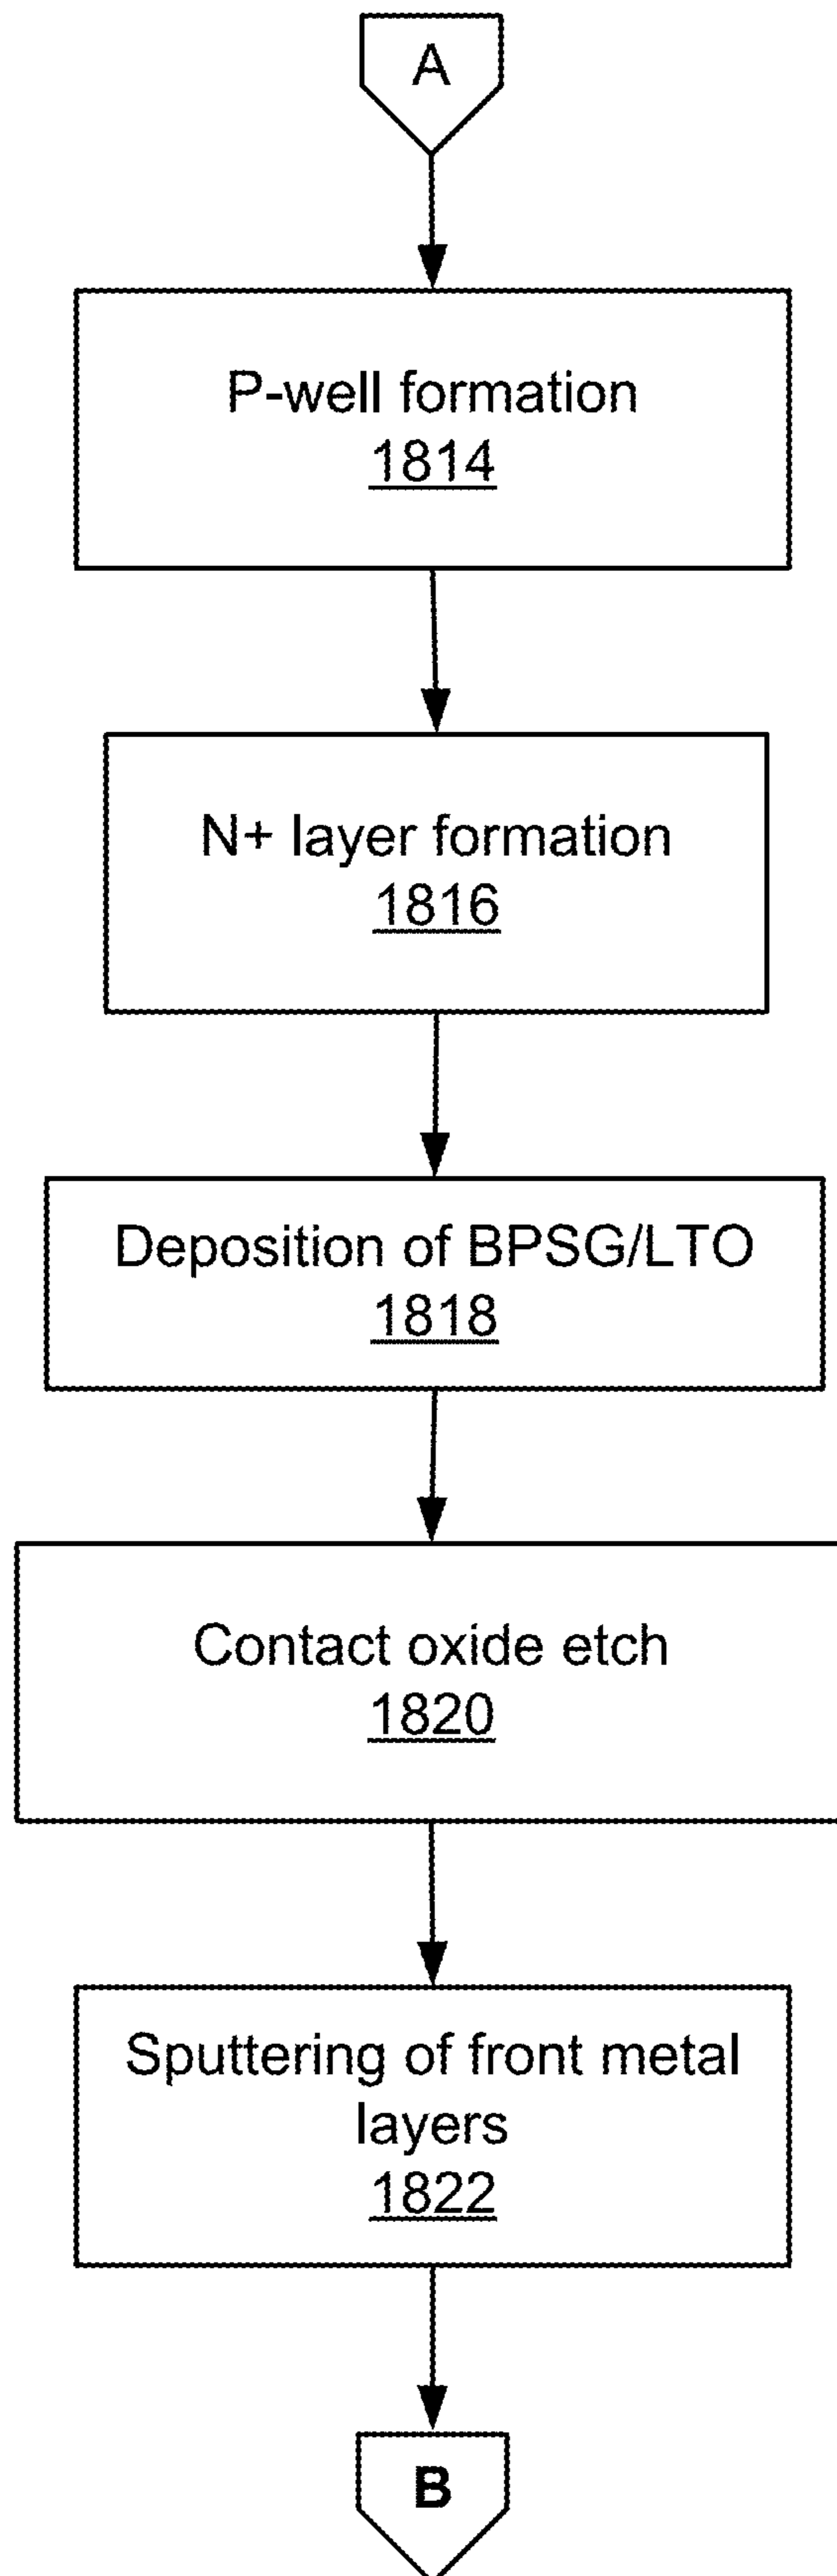 A
P-well formation
1814
N+ layer formation
1816
Deposition of BPSG/LTO
1818
Contact oxide etch
1820
Sputtering of front metal
layers
1822
B